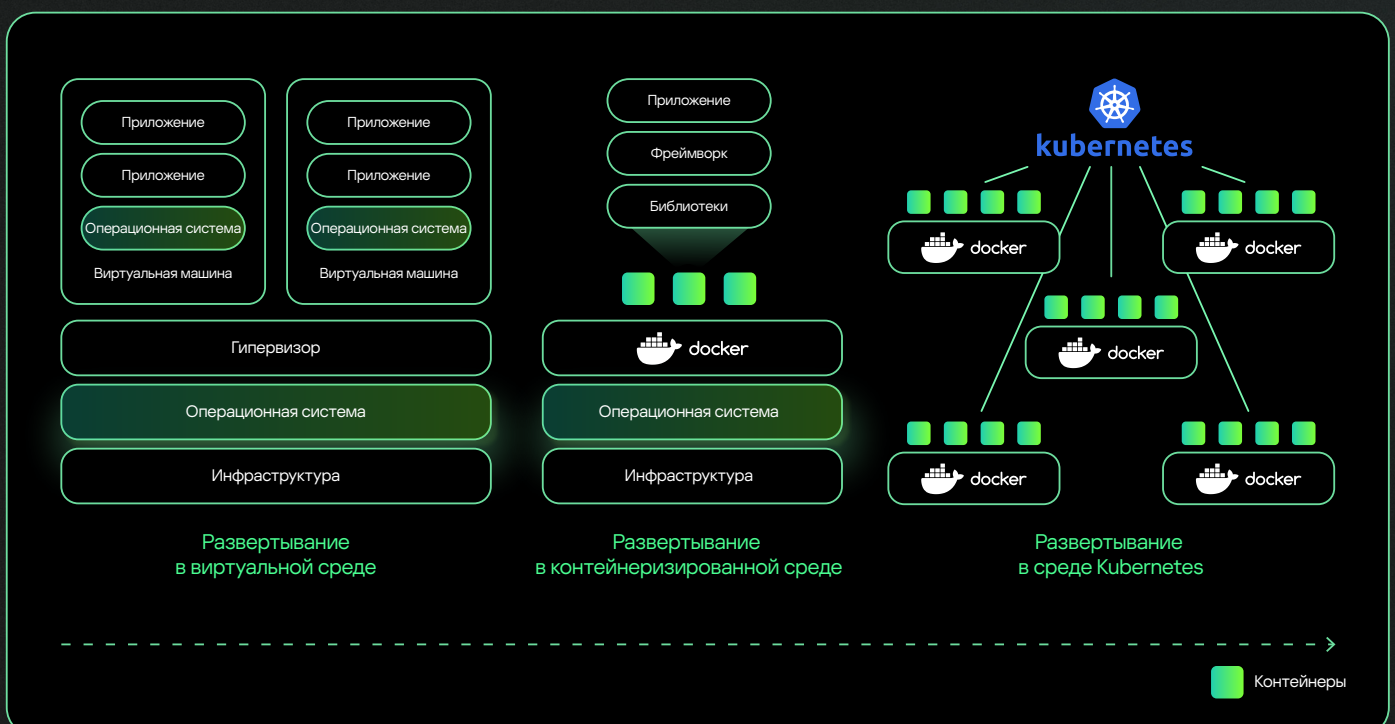 Приложение
Приложение
Операционная система
Виртуальная машина
Приложение
Приложение
Операционная система
Виртуальная машина
Гипервизор
Операционная система
Инфраструктура
Развертывание
в виртуальной среде
Приложение
Фреймворк
Библиотеки
docker
Операционная система
Инфраструктура
Развертывание
в контейнеризированной среде
kubernetes
docker
docker
docker
docker
docker
Развертывание
в среде Kubernetes
Контейнеры